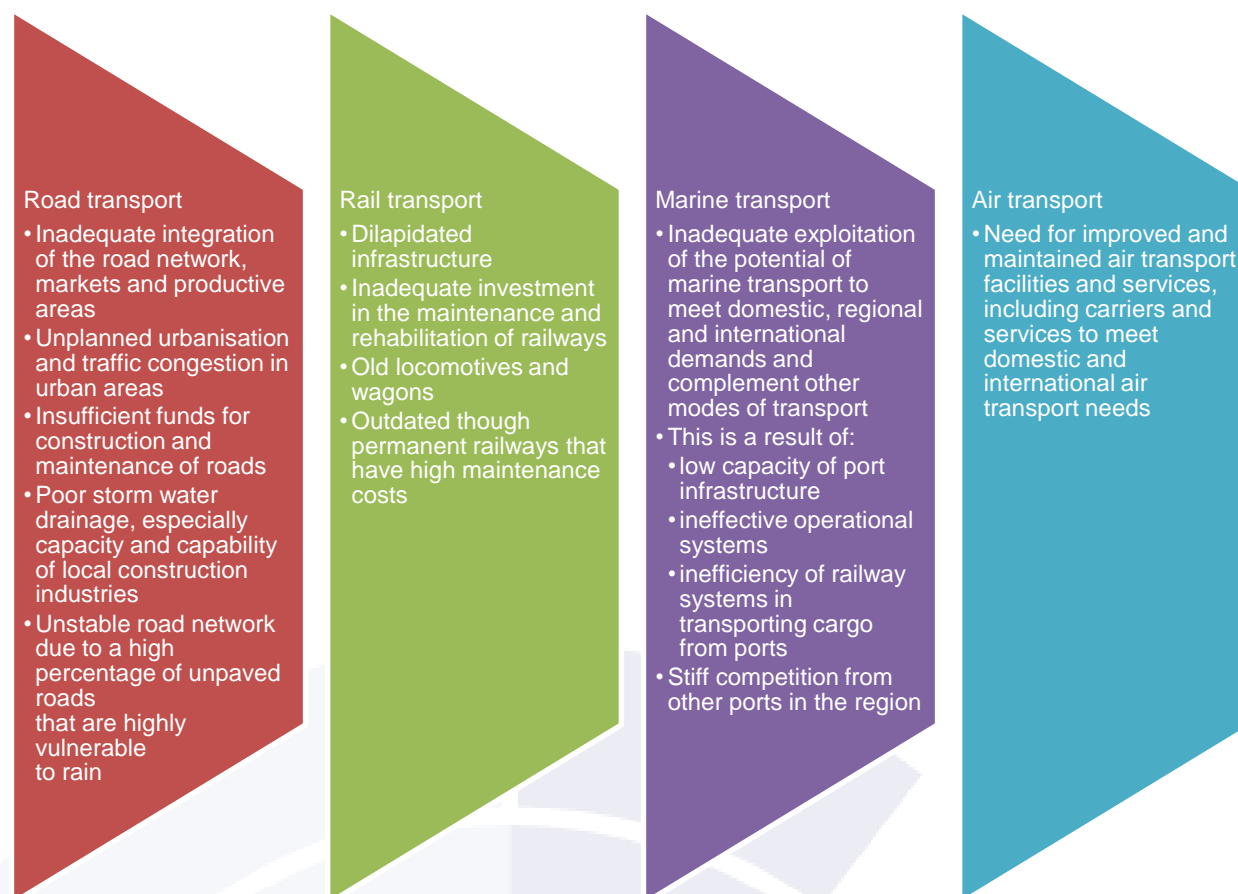 Road transport
• Inadequate integration
of the road network,
markets and productive
areas
• Unplanned urbanisation
and traffic congestion in
urban areas
• Insufficient funds for
construction and
maintenance of roads
• Poor storm water
drainage, especially
capacity and capability
of local construction
industries
• Unstable road network
due to a high
percentage of unpaved
roads
that are highly
vulnerable
to rain
Rail transport
• Dilapidated
infrastructure
• Inadequate investment
in the maintenance and
rehabilitation of railways
• Old locomotives and
wagons
• Outdated though
permanent railways that
have high maintenance
costs
Marine transport
• Inadequate exploitation
of the potential of
marine transport to
meet domestic, regional
and international
demands and
complement other
modes of transport
• This is a result of:
• low capacity of port
infrastructure
• ineffective operational
systems
• inefficiency of railway
systems in
transporting cargo
from ports
• Stiff competition from
other ports in the region
Air transport
• Need for improved and
maintained air transport
facilities and services,
including carriers and
services to meet
domestic and
international air
transport needs